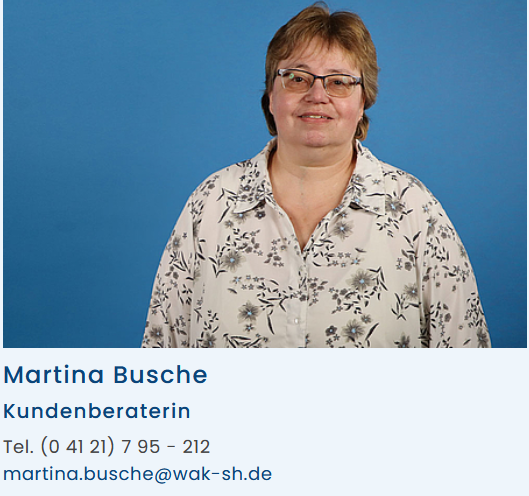 Martina Busche
Kundenberaterin
Tel. (0 41 21) 7 95 - 212
martina.busche@wak-sh.de